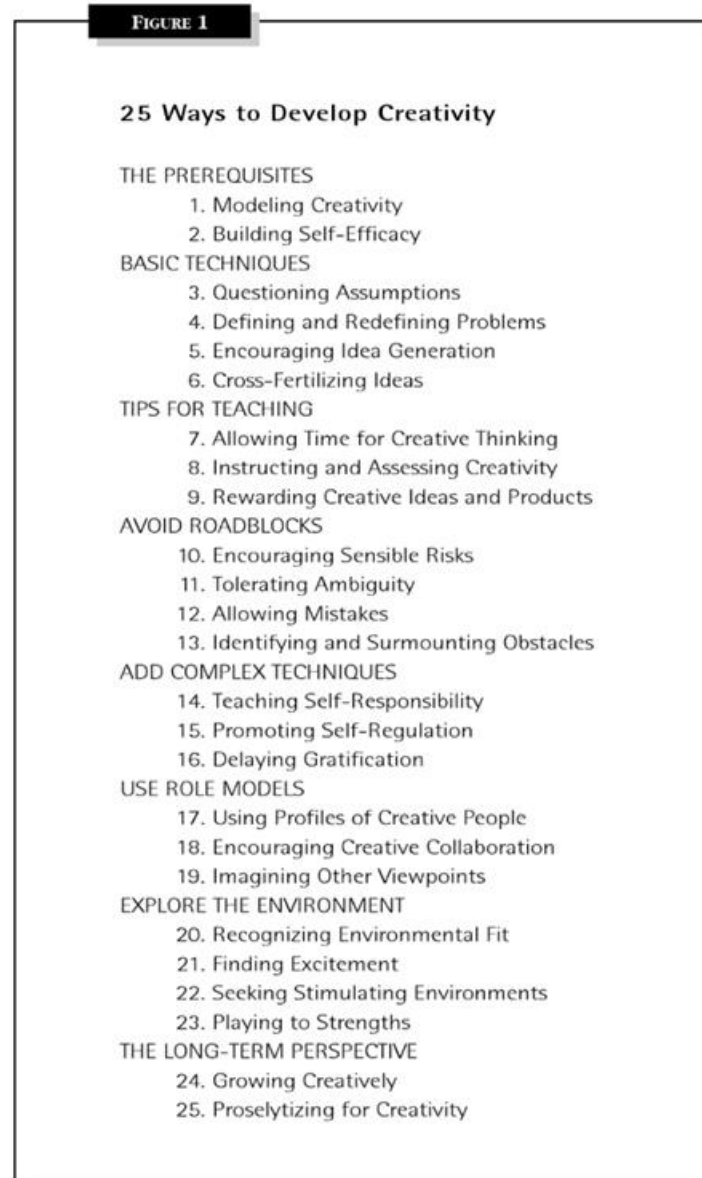 FIGURE 1
25 Ways to Develop Creativity
THE PREREQUISITES
1. Modeling Creativity
2. Building Self-Efficacy
BASIC TECHNIQUES
3. Questioning Assumptions
4. Defining and Redefining Problems
5. Encouraging Idea Generation
6. Cross-Fertilizing Ideas
TIPS FOR TEACHING
7. Allowing Time for Creative Thinking
8. Instructing and Assessing Creativity
9. Rewarding Creative Ideas and Products
AVOID ROADBLOCKS
10. Encouraging Sensible Risks
11. Tolerating Ambiguity
12. Allowing Mistakes
13. Identifying and Surmounting Obstacles
ADD COMPLEX TECHNIQUES
14. Teaching Self-Responsibility
15. Promoting Self-Regulation
16. Delaying Gratification
USE ROLE MODELS
17. Using Profiles of Creative People
18. Encouraging Creative Collaboration
19. Imagining Other Viewpoints
EXPLORE THE ENVIRONMENT
20. Recognizing Environmental Fit
21. Finding Excitement
22. Seeking Stimulating Environments
23. Playing to Strengths
THE LONG-TERM PERSPECTIVE
24. Growing Creatively
25. Proselytizing for Creativity